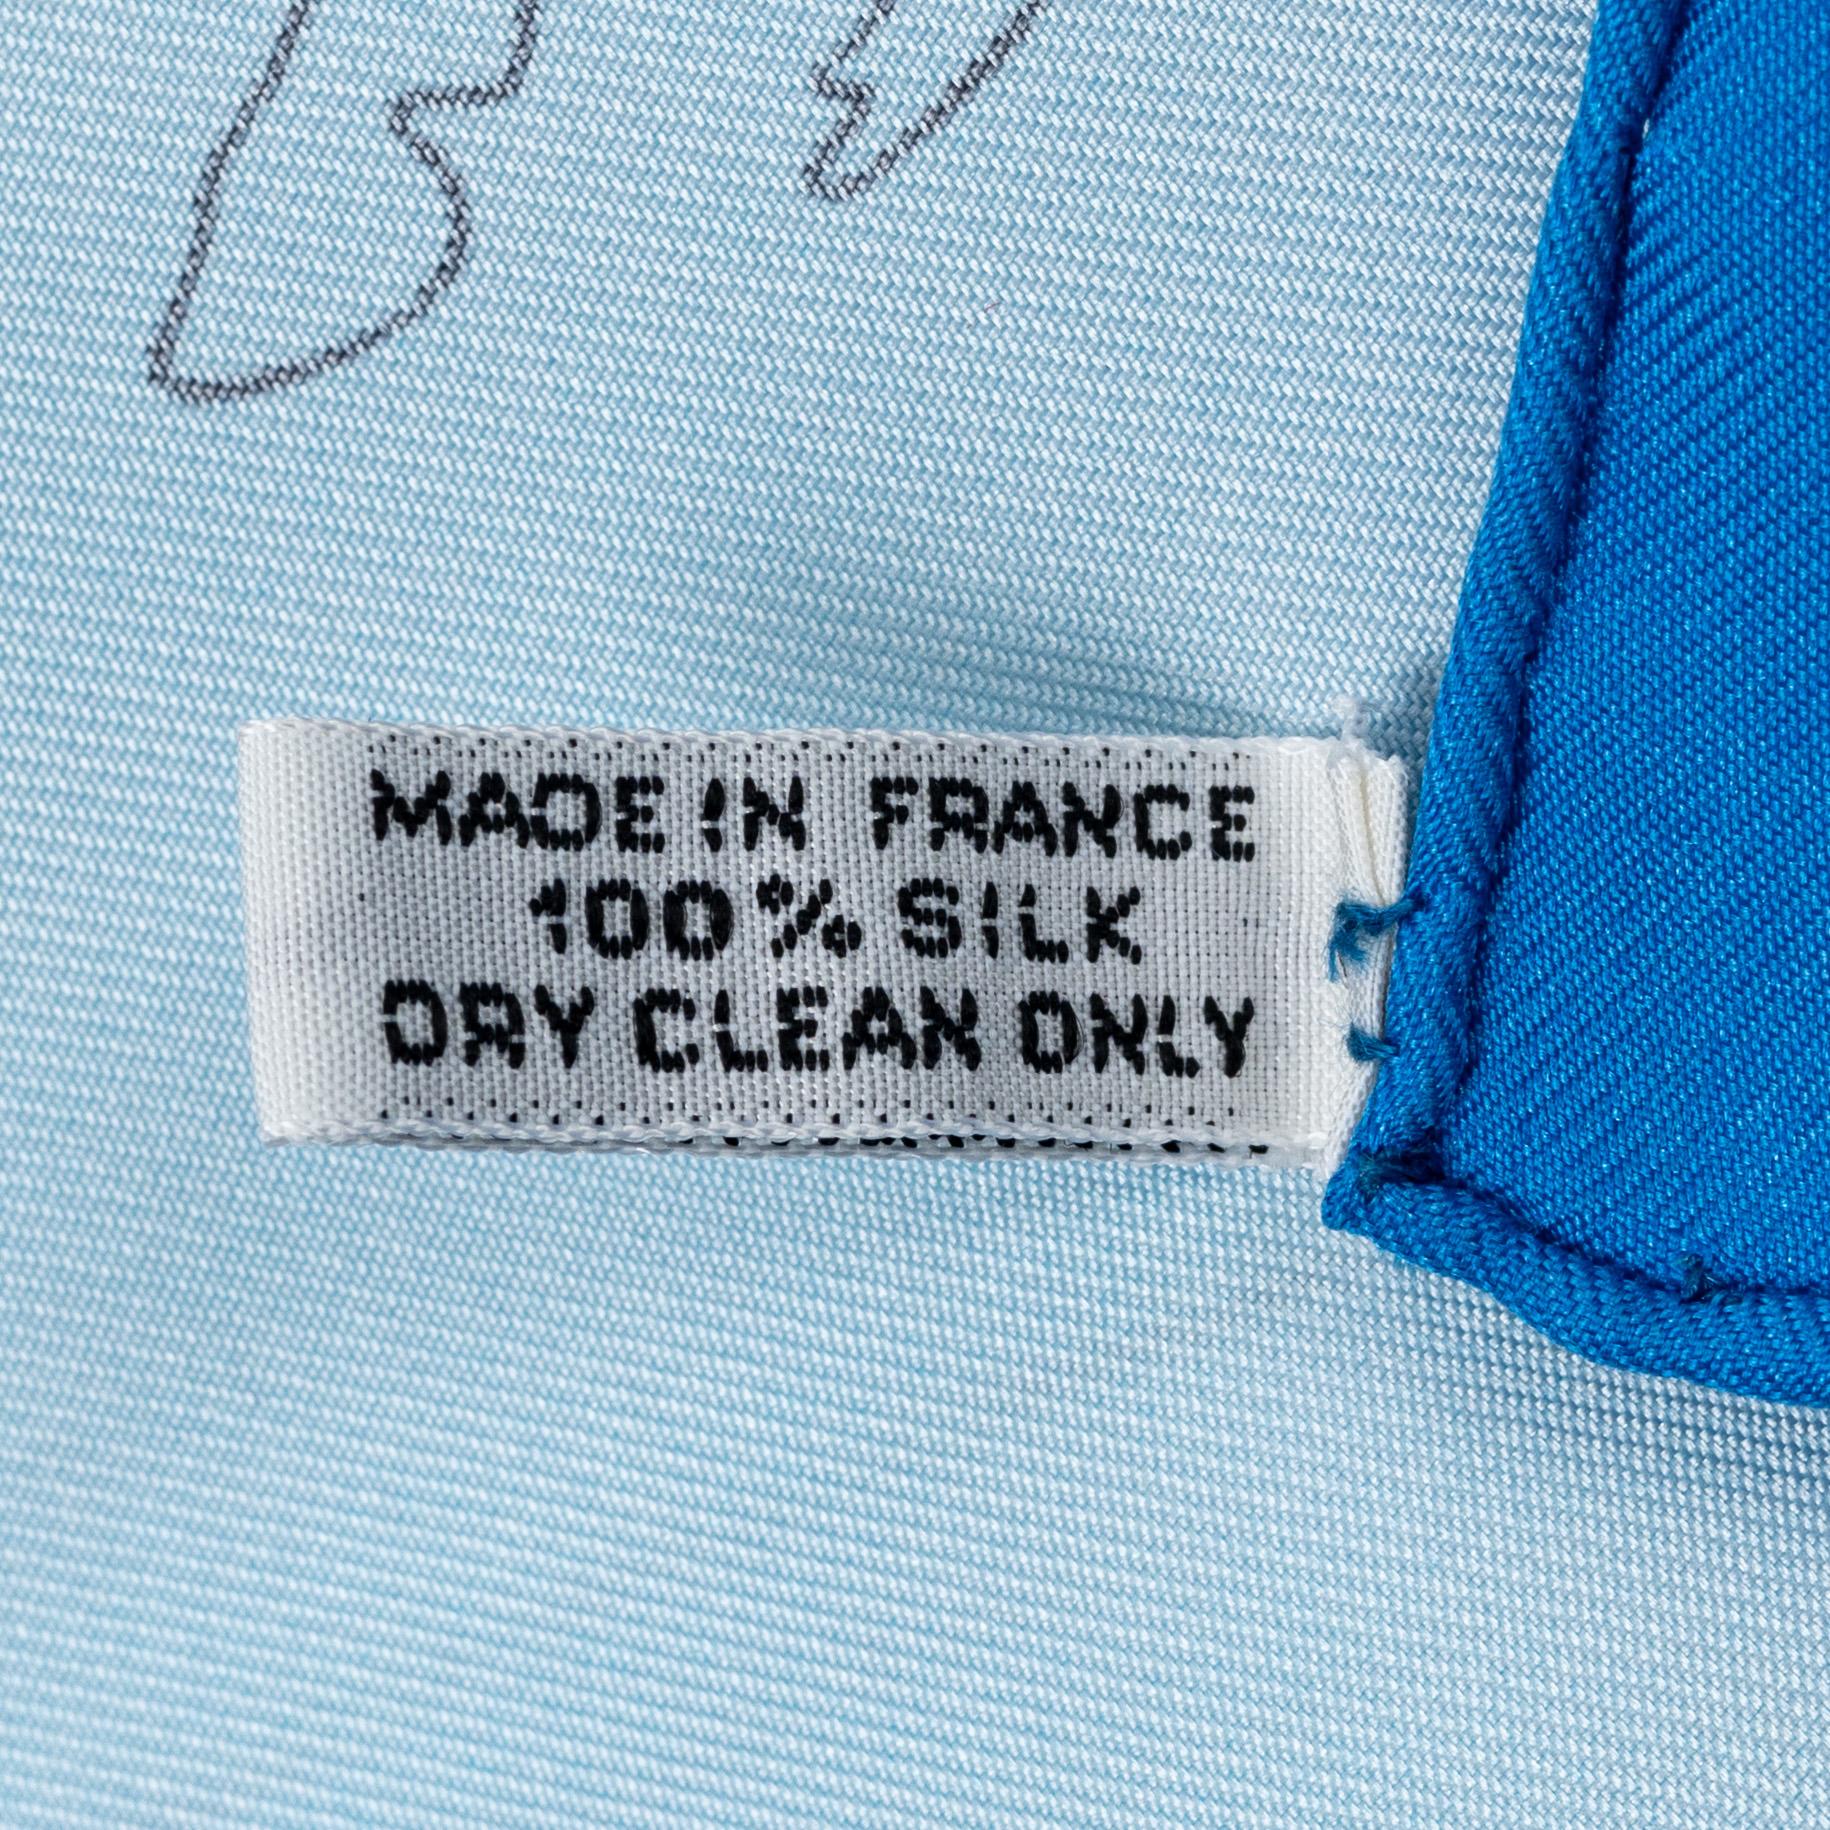 MADE IN FRANCE
100% SILK
DRY CLEAN ONLY